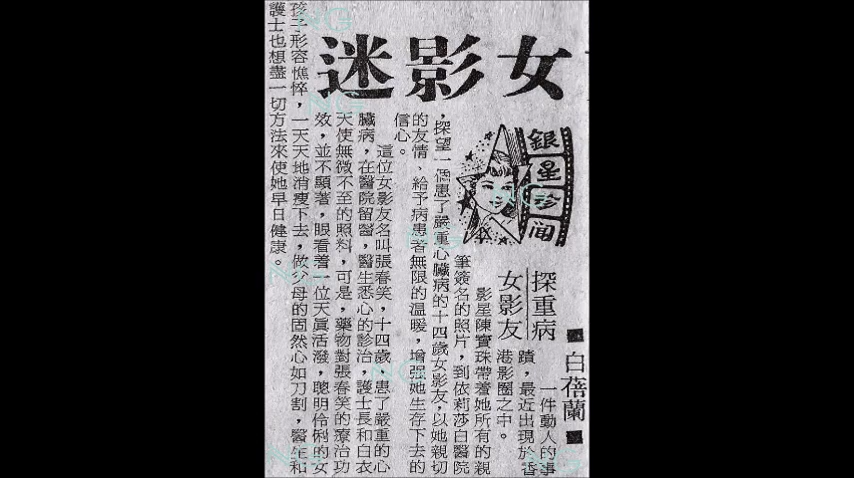 女影迷
銀星珍聞
探重病
女影友
白蓓蘭
一件動人的事
蹟，最近出現於香
港影圈之中。
影星陳寶珠帶着她所有的親
筆簽名的照片，到依莉莎白醫院
，探望一個患了嚴重心臟病的十四歲女影友，以她親切
的友情、給予病患者無限的温暖，增强她生存下去的
信心。
這位女影友名叫張春笑，十四歲，患了嚴重的心
臟病，在醫院留醫，醫生悉心的診治，護士長和白衣
天使無微不至的照料，可是，藥物對張春笑的療治功
效，並不顯著，眼看着一位天眞活潑，聰明伶俐的女
孩子形容憔悴，一天天地消瘦下去，做父母的固然心如刀割，醫生和
護士也想盡一切方法來使她早日健康。
NG
NG
NG
NG
NG
NG
NG
NG